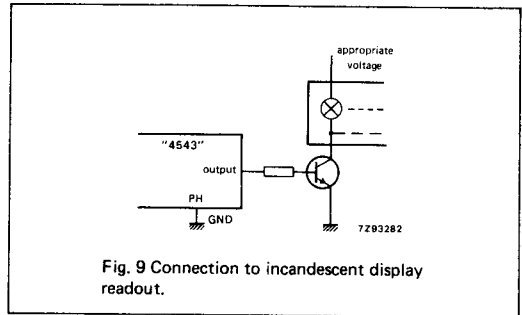 appropriate
voltage
"4543"
output
PH
GND
7Z93282
Fig. 9 Connection to incandescent display
readout.